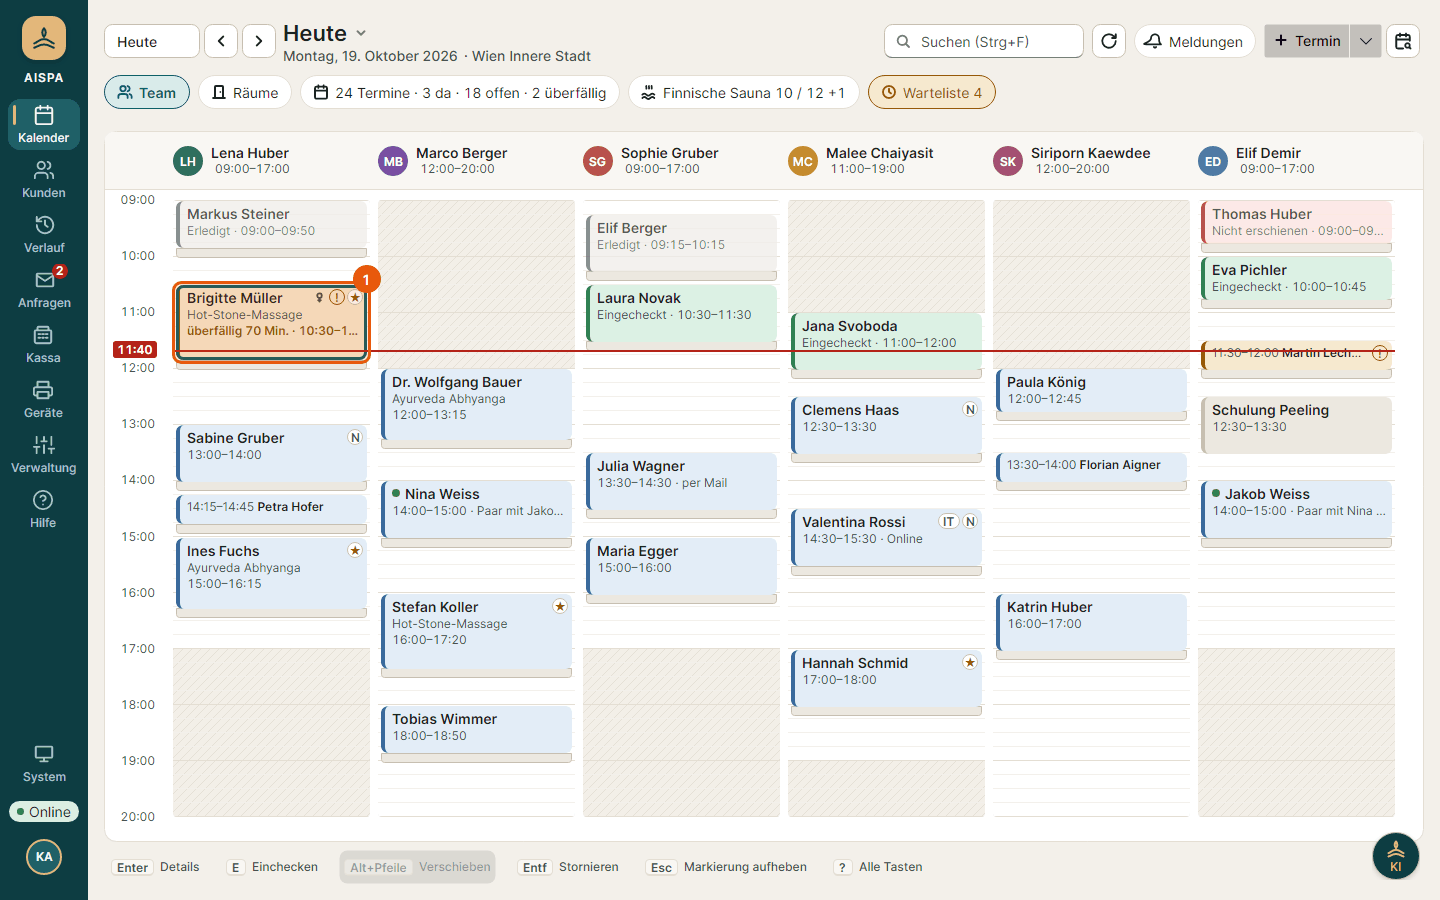 AISPA
Kalender
Kunden
Verlauf
2
Anfragen
Kassa
Geräte
Verwaltung
Hilfe
System
Online
KA
Heute
Heute
Montag, 19. Oktober 2026 · Wien Innere Stadt
Suchen (Strg+F)
Meldungen
+ Termin
Team
Räume
24 Termine · 3 da · 18 offen · 2 überfällig
Finnische Sauna 10 / 12 +1
Warteliste 4
LH
Lena Huber
09:00–17:00
MB
Marco Berger
12:00–20:00
SG
Sophie Gruber
09:00–17:00
MC
Malee Chaiyasit
11:00–19:00
SK
Siriporn Kaewdee
12:00–20:00
ED
Elif Demir
09:00–17:00
09:00
10:00
11:00
11:40
12:00
13:00
14:00
15:00
16:00
17:00
18:00
19:00
20:00
Markus Steiner
Erledigt · 09:00–09:50
1
Brigitte Müller
Hot-Stone-Massage
überfällig 70 Min. · 10:30–1...
Sabine Gruber
N
13:00–14:00
14:15–14:45 Petra Hofer
Ines Fuchs
Ayurveda Abhyanga
15:00–16:15
Dr. Wolfgang Bauer
Ayurveda Abhyanga
12:00–13:15
Nina Weiss
14:00–15:00 · Paar mit Jako...
Stefan Koller
Hot-Stone-Massage
16:00–17:20
Tobias Wimmer
18:00–18:50
Elif Berger
Erledigt · 09:15–10:15
Laura Novak
Eingecheckt · 10:30–11:30
Julia Wagner
13:30–14:30 · per Mail
Maria Egger
15:00–16:00
Jana Svoboda
Eingecheckt · 11:00–12:00
Clemens Haas
N
12:30–13:30
Valentina Rossi
IT N
14:30–15:30 · Online
Hannah Schmid
17:00–18:00
Paula König
12:00–12:45
13:30–14:00 Florian Aigner
Katrin Huber
16:00–17:00
Thomas Huber
Nicht erschienen · 09:00–09...
Eva Pichler
Eingecheckt · 10:00–10:45
11:30–12:00 Martin Lech...
Schulung Peeling
12:30–13:30
Jakob Weiss
14:00–15:00 · Paar mit Nina ...
Enter Details
E Einchecken
Alt+Pfeile Verschieben
Entf Stornieren
Esc Markierung aufheben
? Alle Tasten
KI